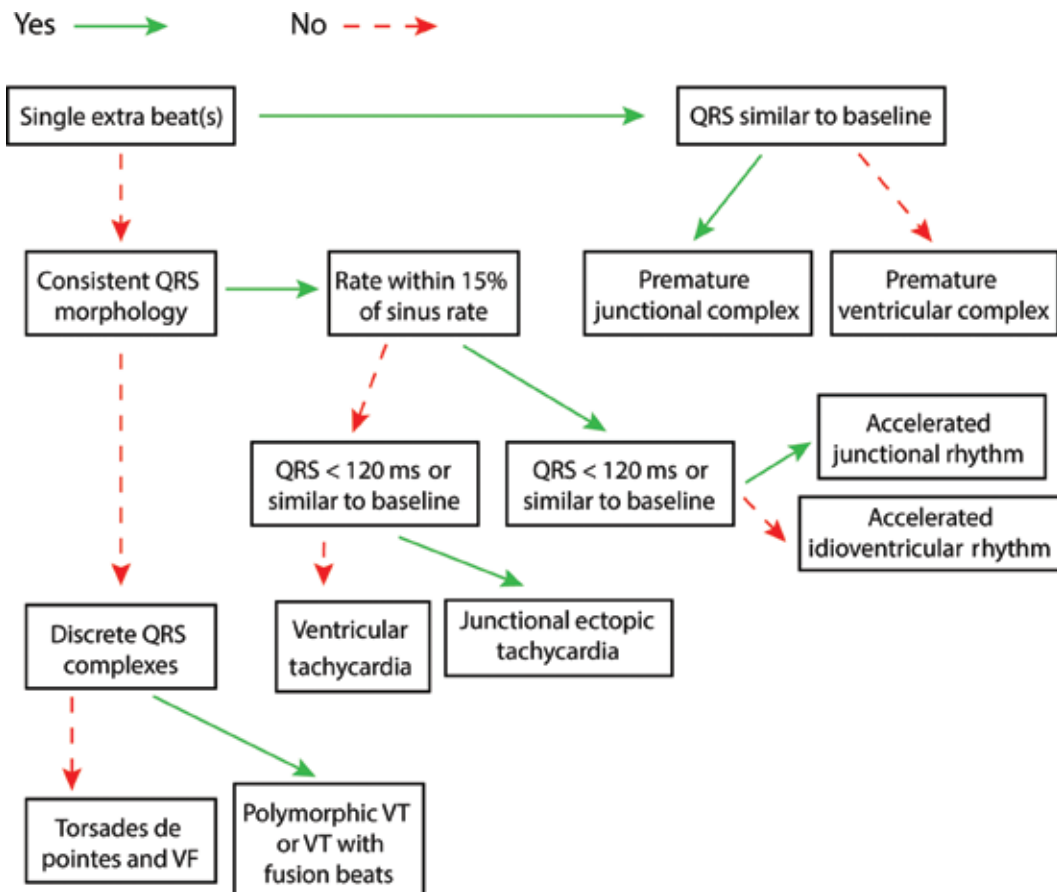 Yes
No
Single extra beat(s)
QRS similar to baseline
Consistent QRS
morphology
Rate within 15%
of sinus rate
Premature
junctional complex
Premature
ventricular complex
QRS < 120 ms or
similar to baseline
QRS < 120 ms or
similar to baseline
Accelerated
junctional rhythm
Accelerated
idioventricular rhythm
Discrete QRS
complexes
Ventricular
tachycardia
Junctional ectopic
tachycardia
Torsades de
pointes and VF
Polymorphic VT
or VT with
fusion beats